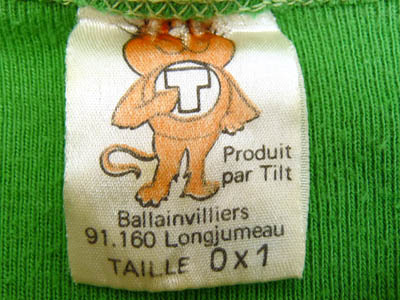 T
Produit
par Tilt
Ballainvilliers
91.160 Longjumeau
TAILLE 0x1